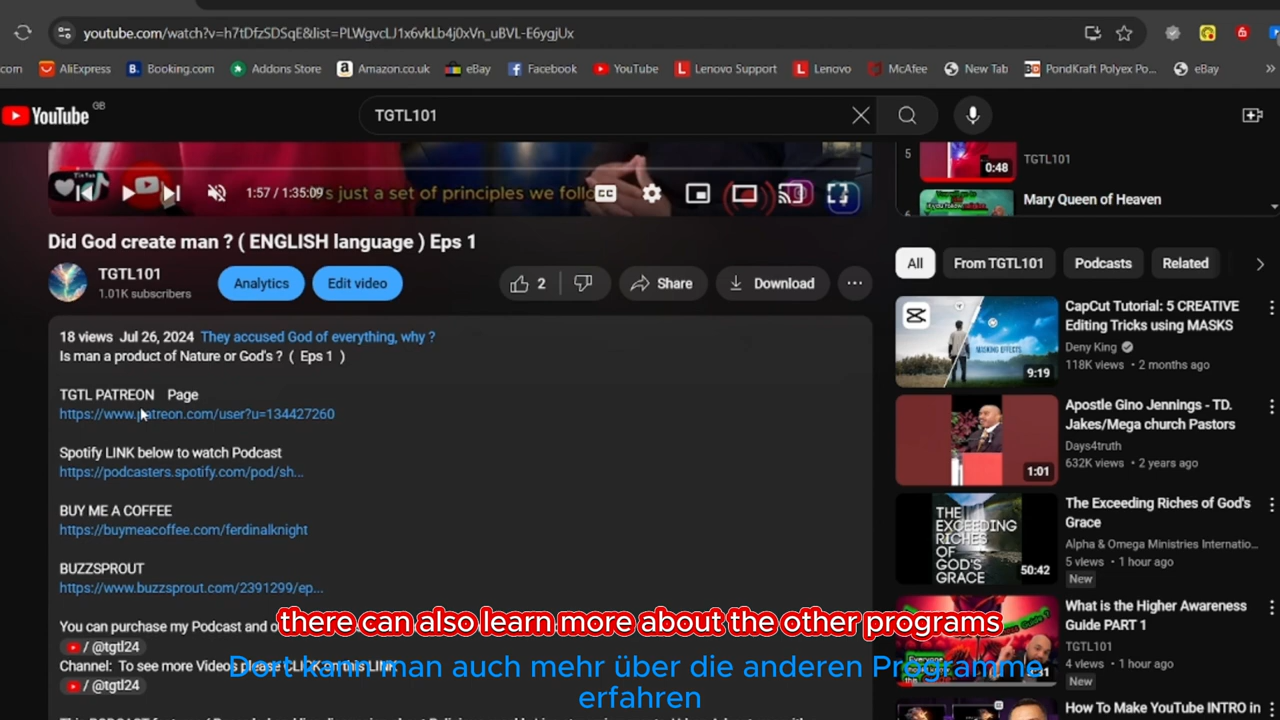 youtube.com/watch?v=h7tDfzSDSqE&list=PLWgvcLJ1x6vkLb4j0xVn_uBVL-E6ygjUx
com AliExpress Booking.com Addons Store Amazon.co.uk eBay Facebook YouTube Lenovo Support Lenovo McAfee New Tab PondKraft Polyex Po... eBay »
YouTube GB
TGTL101
1:57 / 1:35:09
's just a set of principles we follo
CC
Did God create man ? ( ENGLISH language ) Eps 1
TGTL101
1.01K subscribers
Analytics
Edit video
2
Share
Download
18 views Jul 26, 2024 They accused God of everything, why ?
Is man a product of Nature or God's ? ( Eps 1 )
TGTL PATREON Page
https://www.patreon.com/user?u=134427260
Spotify LINK below to watch Podcast
https://podcasters.spotify.com/pod/sh...
BUY ME A COFFEE
https://buymeacoffee.com/ferdinalknight
BUZZSPROUT
https://www.buzzsprout.com/2391299/ep...
You can purchase my Podcast and o
/ @tgtl24
Channel: To see more Videos please CLICK on this LINK
/ @tgtl24
there can also learn more about the other programs
Dort kann man auch mehr über die anderen Programme
erfahren
5
0:48
TGTL101
Mary Queen of Heaven
All
From TGTL101
Podcasts
Related
MASKING EFFECTS
9:19
CapCut Tutorial: 5 CREATIVE
Editing Tricks using MASKS
Deny King
118K views • 2 months ago
1:01
Apostle Gino Jennings - TD.
Jakes/Mega church Pastors
Days4truth
632K views • 2 years ago
THE
EXCEEDING
RICHES
OF
GOD'S
GRACE
50:42
The Exceeding Riches of God's
Grace
Alpha & Omega Ministries Internatio...
5 views • 1 hour ago
New
What is the Higher Awareness
Guide PART 1
TGTL101
4 views • 1 hour ago
New
How To Make YouTube INTRO in